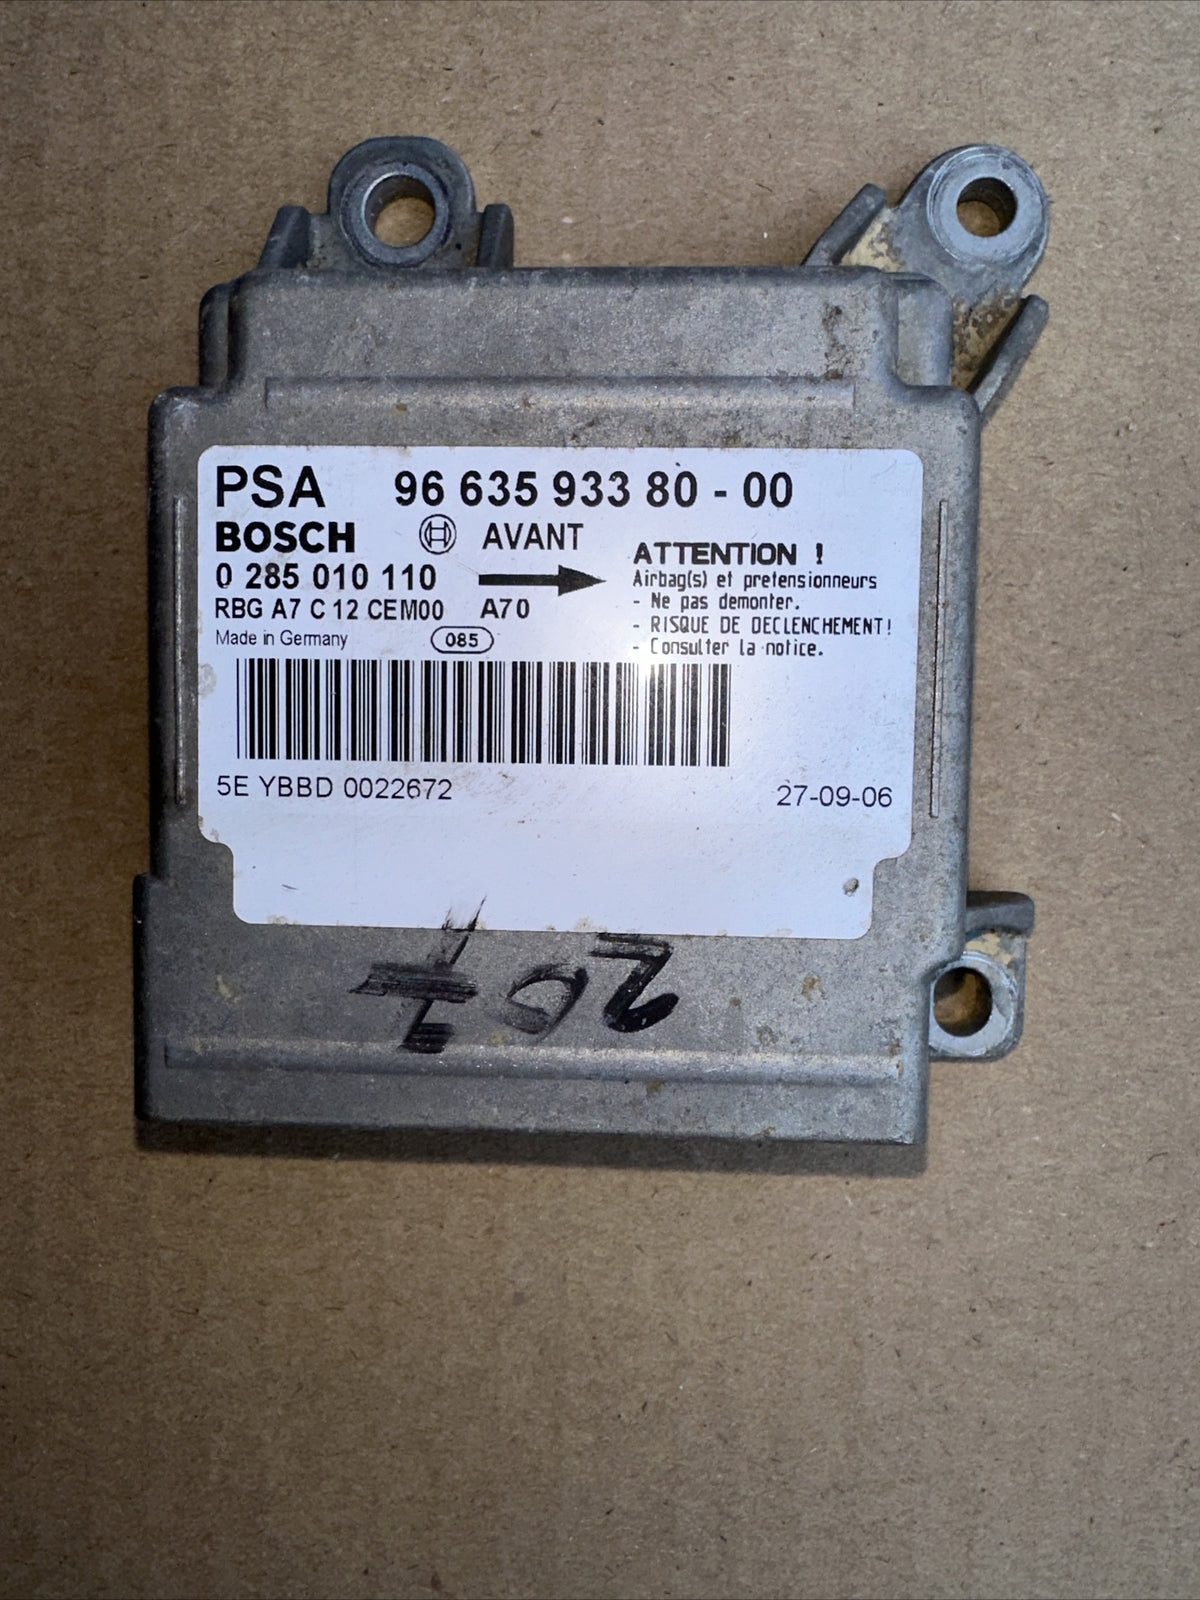 PSA 96 635 933 80 - 00
BOSCH AVANT
ATTENTION !
0 285 010 110
Airbag(s) et pretensionneurs
RBG A7 C 12 CEM00 A70
- Ne pas demonter.
- RISQUE DE DECLENCHEMENT!
Made in Germany 085
- Consulter la notice.
5E YBBD 0022672
27-09-06
207